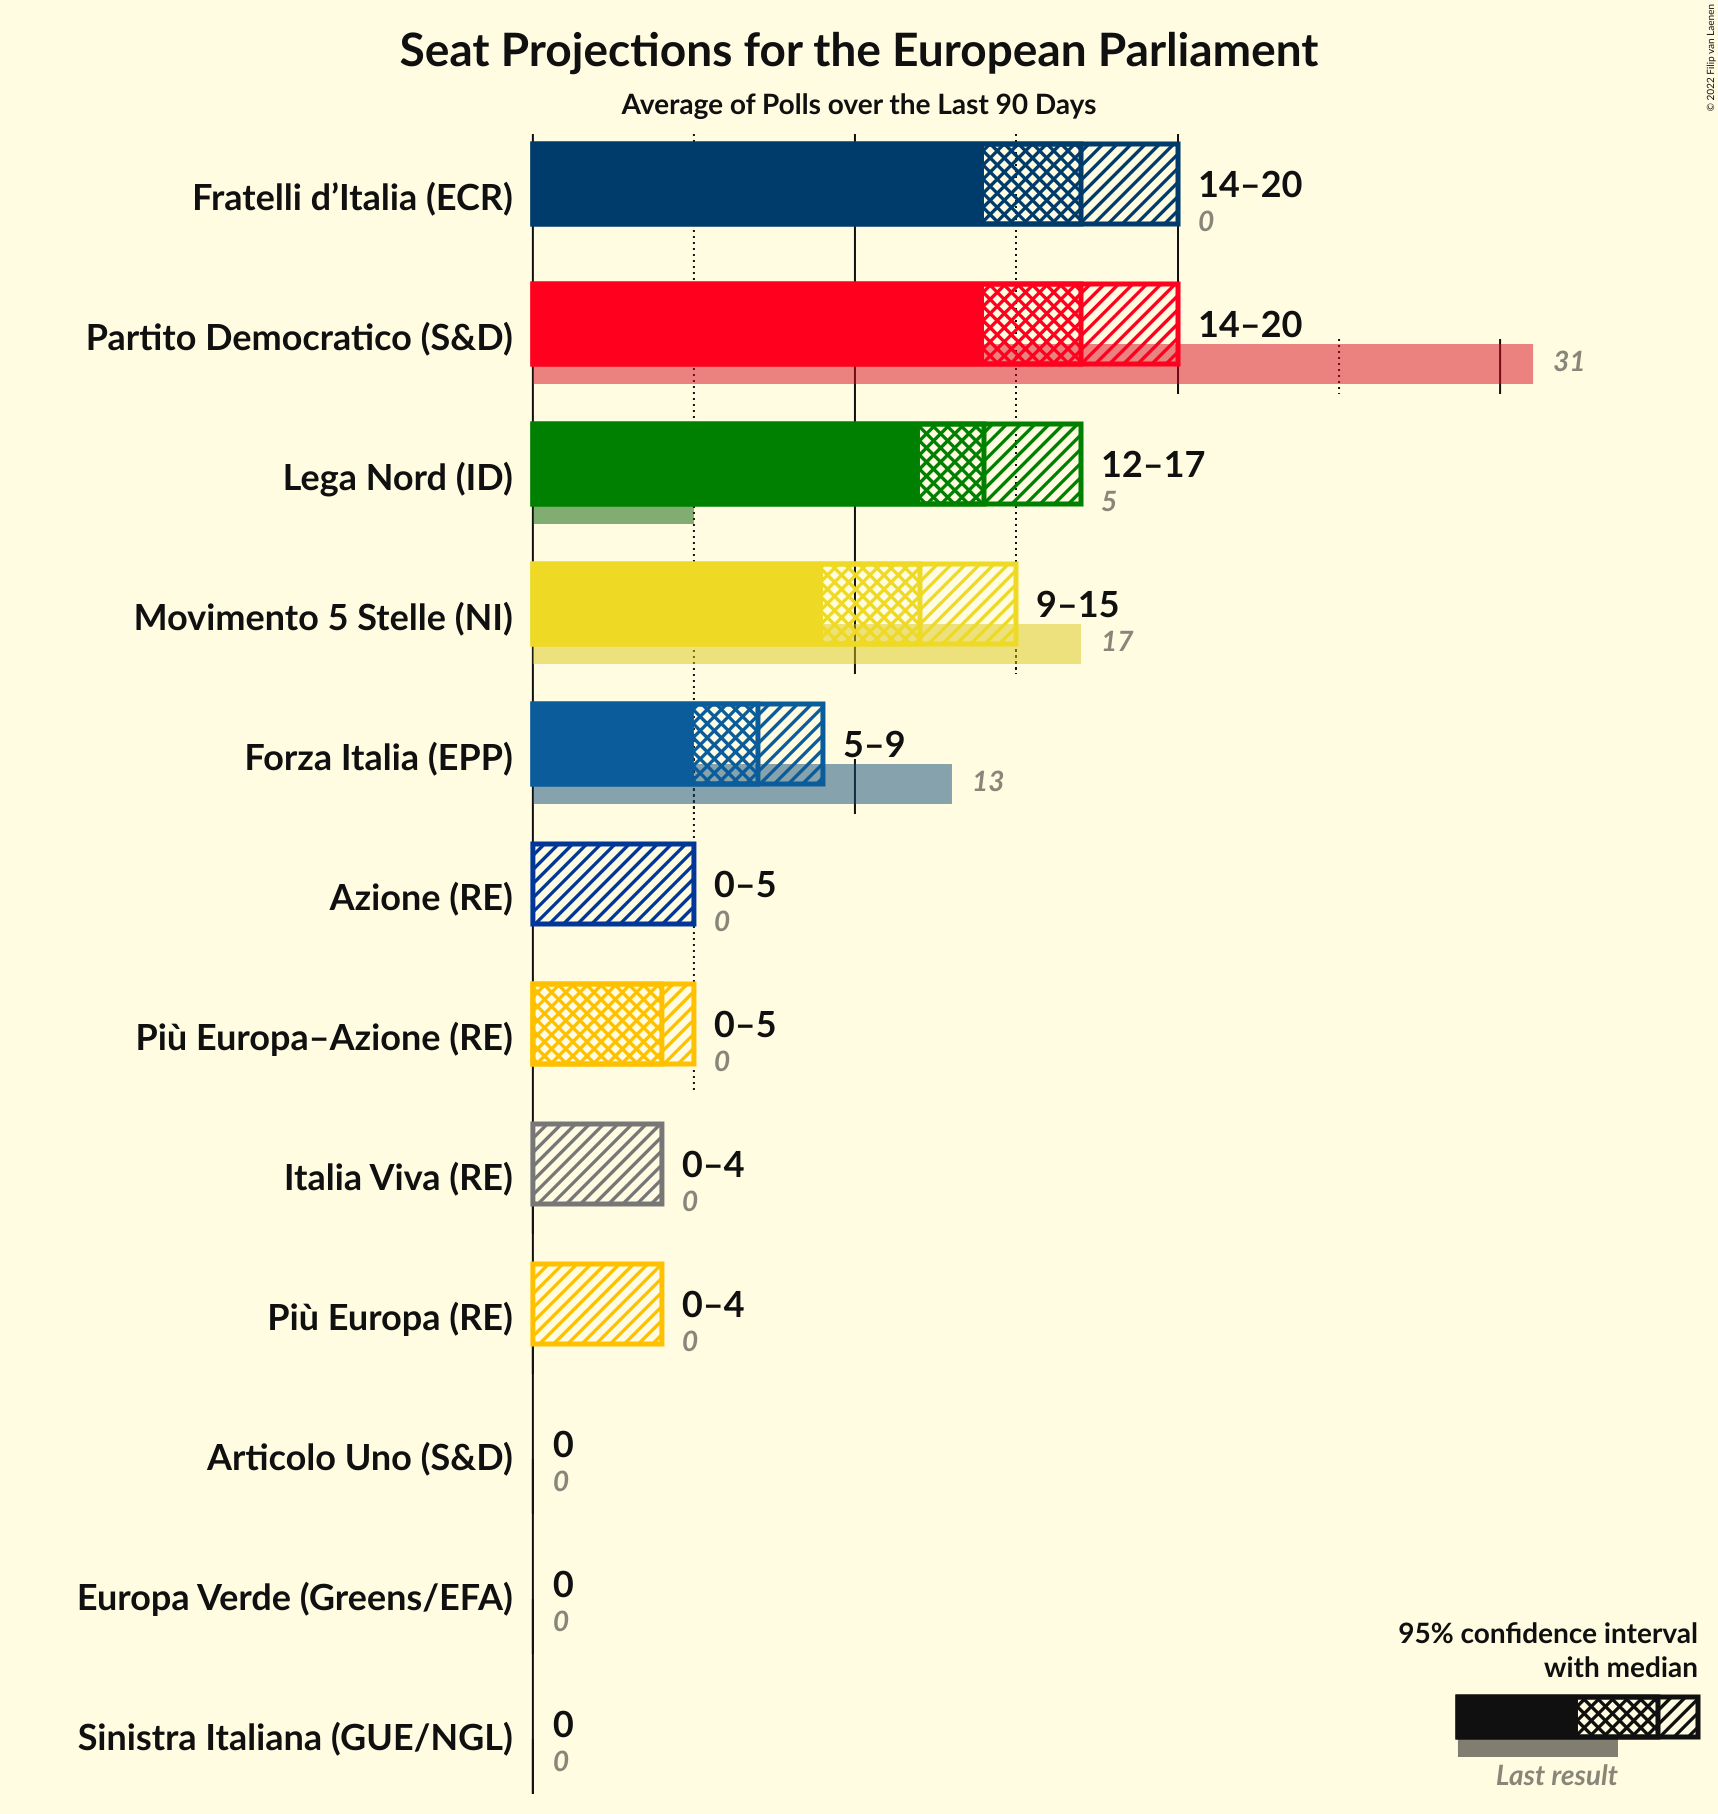 Seat Projections for the European Parliament
Average of Polls over the Last 90 Days
© 2022 Filip van Laenen
Fratelli d’Italia (ECR)
14–20
0
Partito Democratico (S&D)
14–20
31
Lega Nord (ID)
12–17
5
Movimento 5 Stelle (NI)
9–15
17
Forza Italia (EPP)
5–9
13
Azione (RE)
0–5
0
Più Europa–Azione (RE)
0–5
0
Italia Viva (RE)
0–4
0
Più Europa (RE)
0–4
0
Articolo Uno (S&D)
0
0
Europa Verde (Greens/EFA)
0
0
Sinistra Italiana (GUE/NGL)
0
0
95% confidence interval
with median
Last result